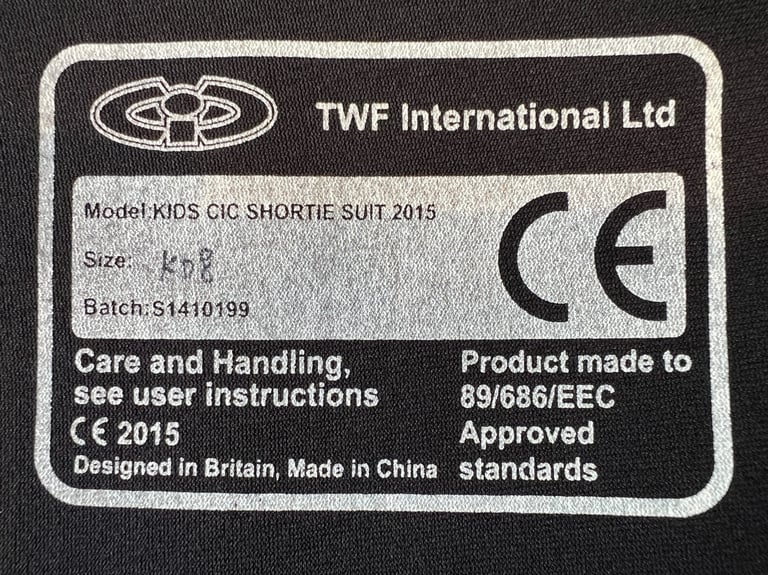 TWF International Ltd
Model:KIDS CIC SHORTIE SUIT 2015
Size: KD8
Batch:S1410199
CE
Care and Handling,
see user instructions
CE 2015
Designed in Britain, Made in China
Product made to
89/686/EEC
Approved
standards